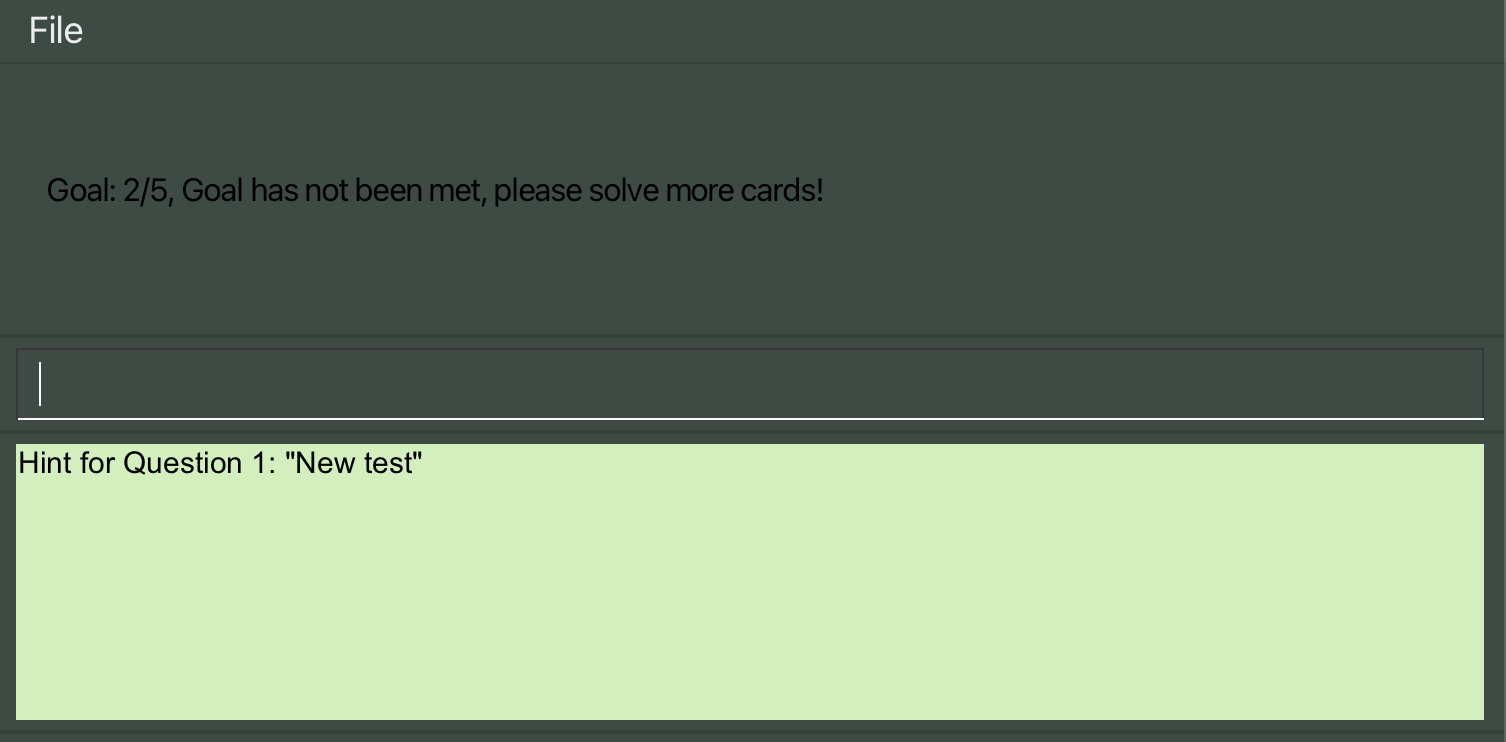 File
Goal: 2/5, Goal has not been met, please solve more cards!
Hint for Question 1: "New test"